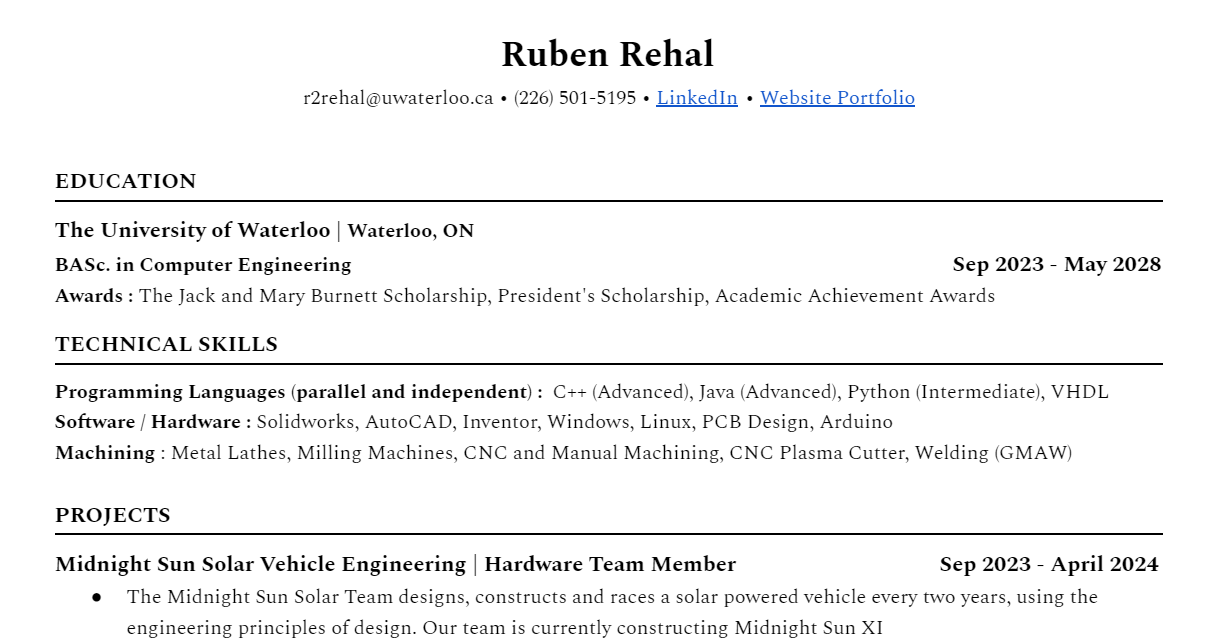 Ruben Rehal
r2rehal@uwaterloo.ca • (226) 501-5195 • LinkedIn • Website Portfolio
EDUCATION
The University of Waterloo | Waterloo, ON
BASc. in Computer Engineering Sep 2023 - May 2028
Awards : The Jack and Mary Burnett Scholarship, President's Scholarship, Academic Achievement Awards
TECHNICAL SKILLS
Programming Languages (parallel and independent) : C++ (Advanced), Java (Advanced), Python (Intermediate), VHDL
Software / Hardware : Solidworks, AutoCAD, Inventor, Windows, Linux, PCB Design, Arduino
Machining : Metal Lathes, Milling Machines, CNC and Manual Machining, CNC Plasma Cutter, Welding (GMAW)
PROJECTS
Midnight Sun Solar Vehicle Engineering | Hardware Team Member Sep 2023 - April 2024
● The Midnight Sun Solar Team designs, constructs and races a solar powered vehicle every two years, using the
engineering principles of design. Our team is currently constructing Midnight Sun XI